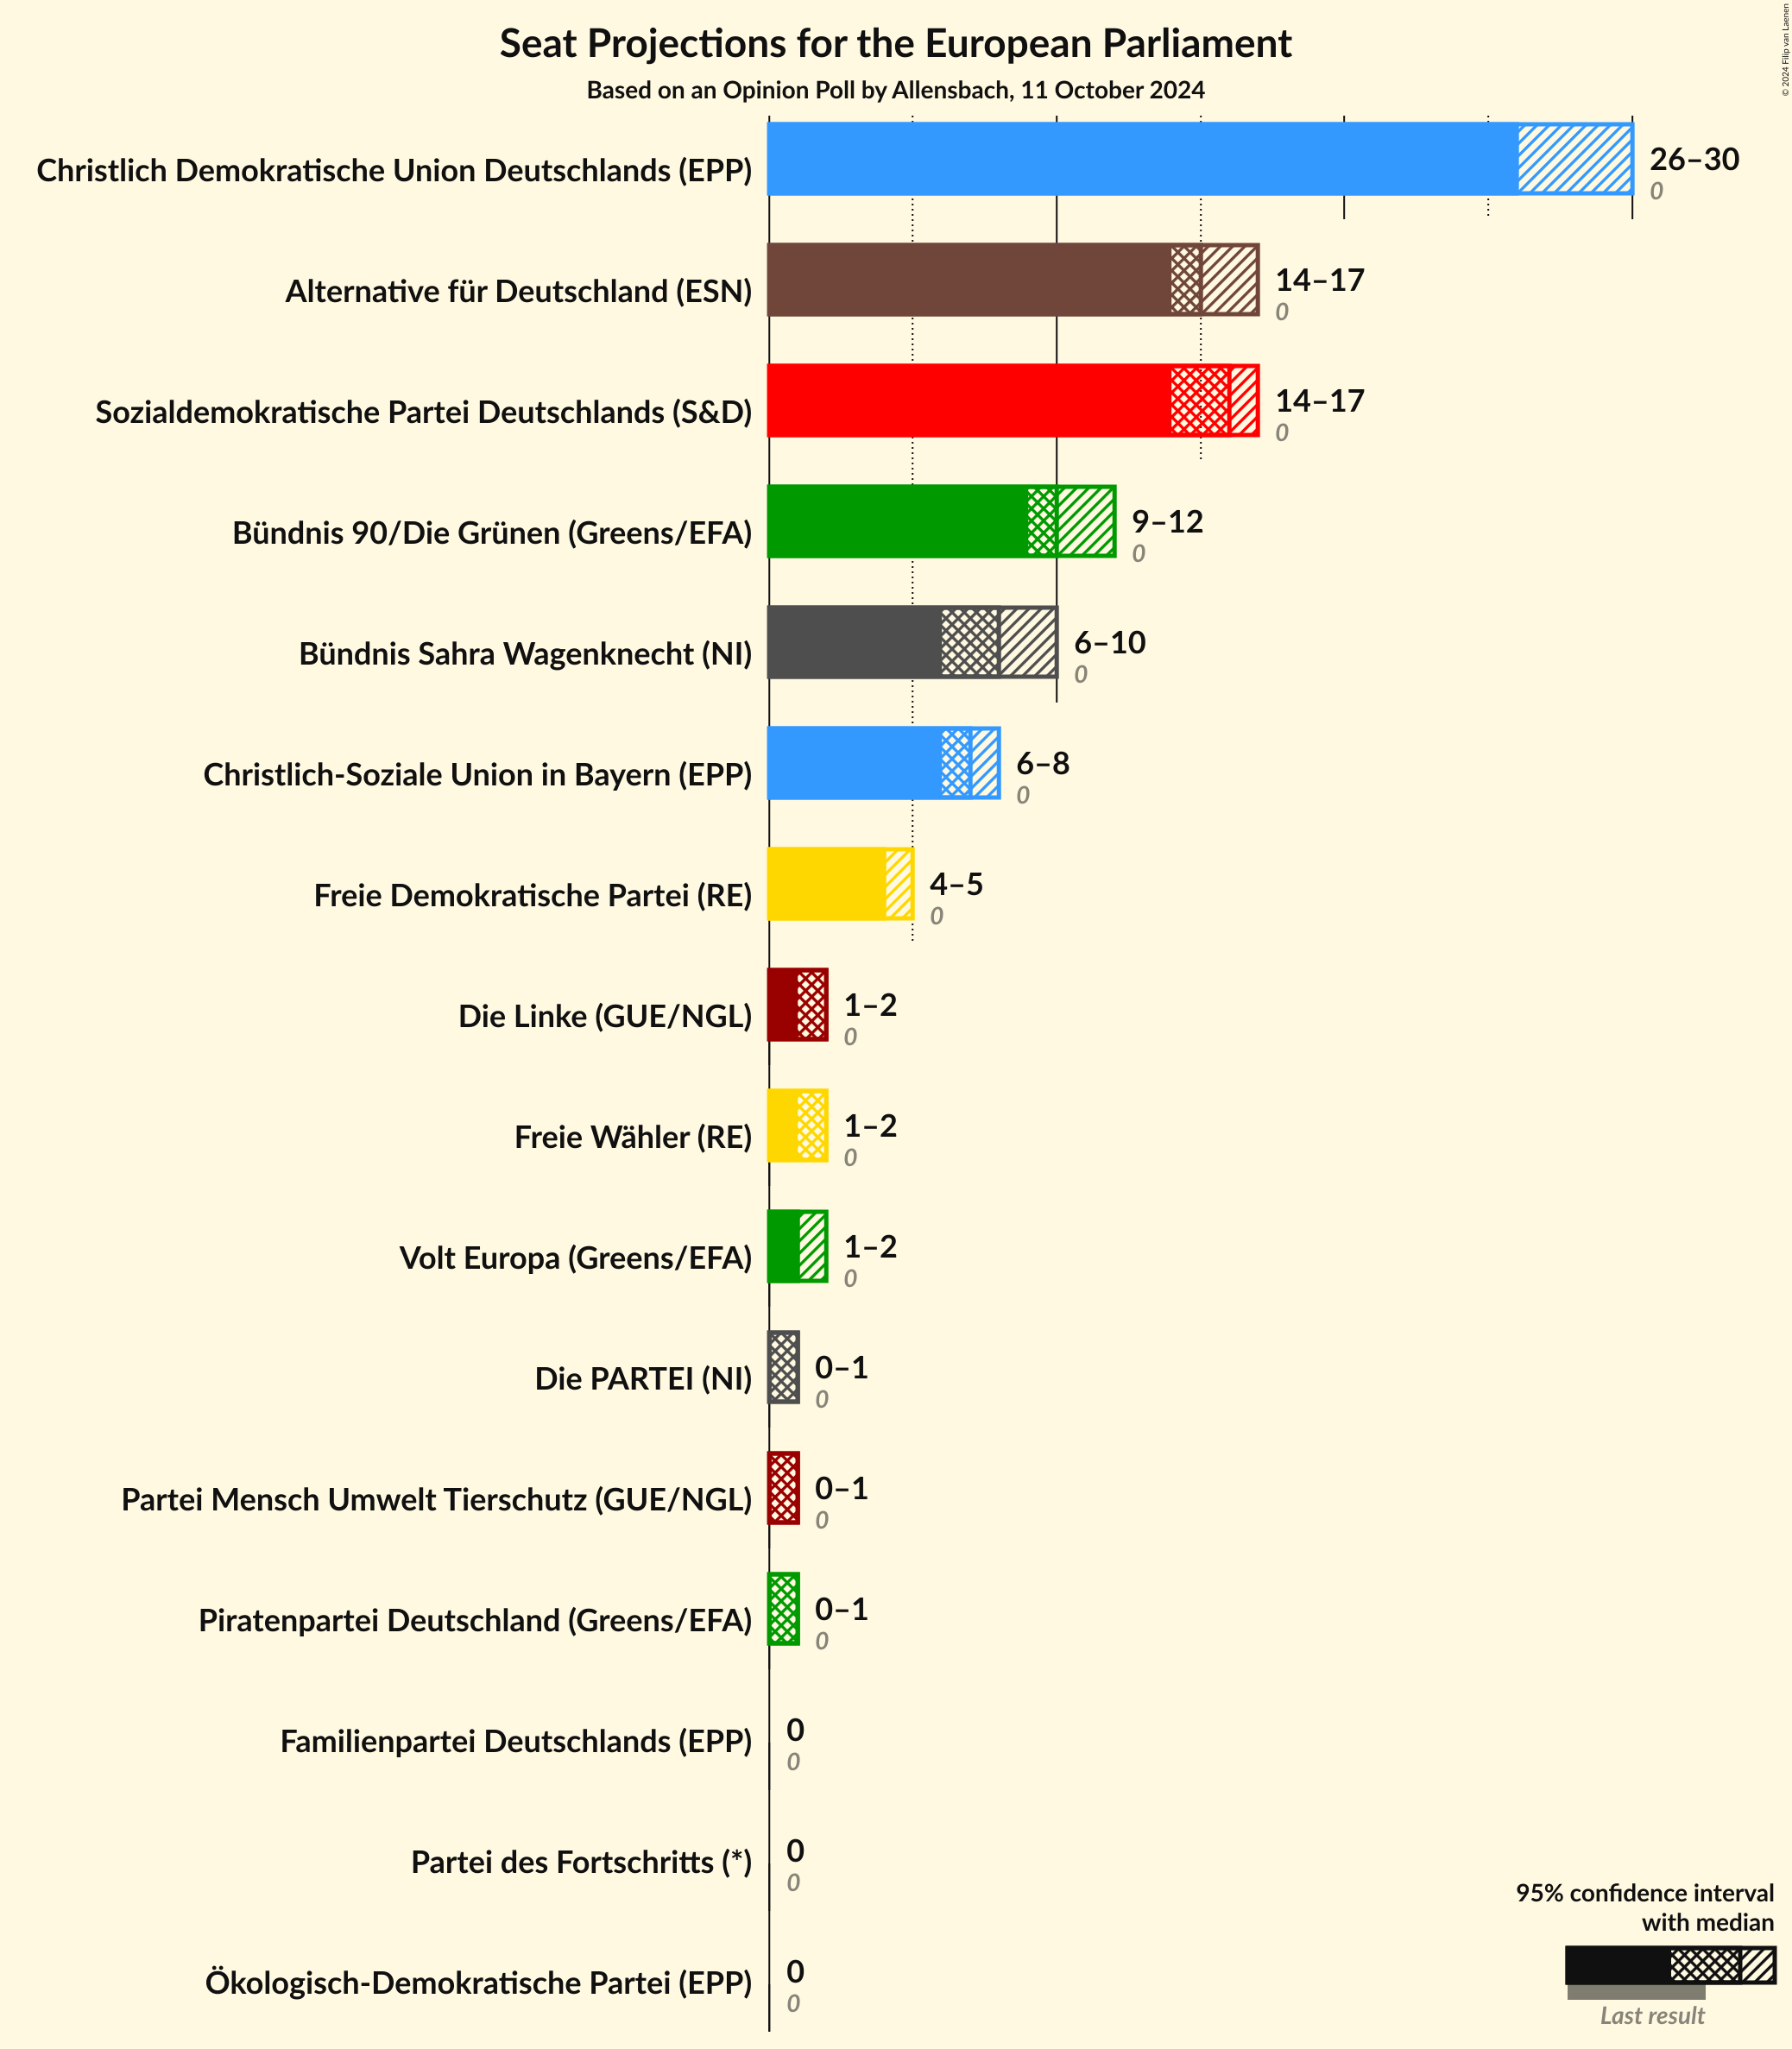 Seat Projections for the European Parliament
Based on an Opinion Poll by Allensbach, 11 October 2024
© 2024 Filip van Laenen
Christlich Demokratische Union Deutschlands (EPP)
26–30
0
Alternative für Deutschland (ESN)
14–17
0
Sozialdemokratische Partei Deutschlands (S&D)
14–17
0
Bündnis 90/Die Grünen (Greens/EFA)
9–12
0
Bündnis Sahra Wagenknecht (NI)
6–10
0
Christlich-Soziale Union in Bayern (EPP)
6–8
0
Freie Demokratische Partei (RE)
4–5
0
Die Linke (GUE/NGL)
1–2
0
Freie Wähler (RE)
1–2
0
Volt Europa (Greens/EFA)
1–2
0
Die PARTEI (NI)
0–1
0
Partei Mensch Umwelt Tierschutz (GUE/NGL)
0–1
0
Piratenpartei Deutschland (Greens/EFA)
0–1
0
Familienpartei Deutschlands (EPP)
0
0
Partei des Fortschritts (*)
0
0
Ökologisch-Demokratische Partei (EPP)
0
0
95% confidence interval
with median
Last result